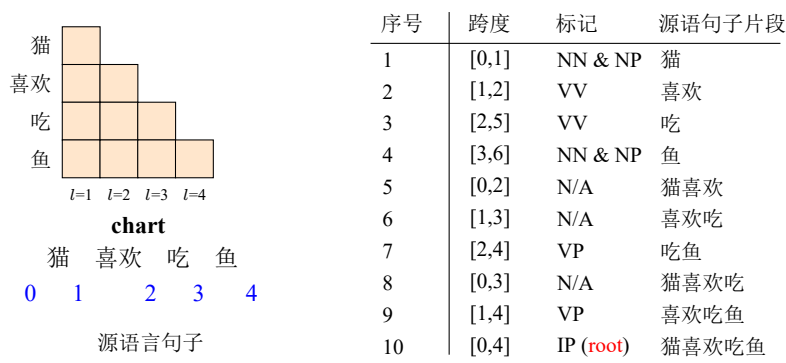 猫
喜欢
吃
鱼
l=1 l=2 l=3 l=4
chart
猫 喜欢 吃 鱼
0 1 2 3 4
源语言句子
序号 跨度 标记 源语句子片段
1 [0,1] NN & NP 猫
2 [1,2] VV 喜欢
3 [2,5] VV 吃
4 [3,6] NN & NP 鱼
5 [0,2] N/A 猫喜欢
6 [1,3] N/A 喜欢吃
7 [2,4] VP 吃鱼
8 [0,3] N/A 猫喜欢吃
9 [1,4] VP 喜欢吃鱼
10 [0,4] IP (root) 猫喜欢吃鱼